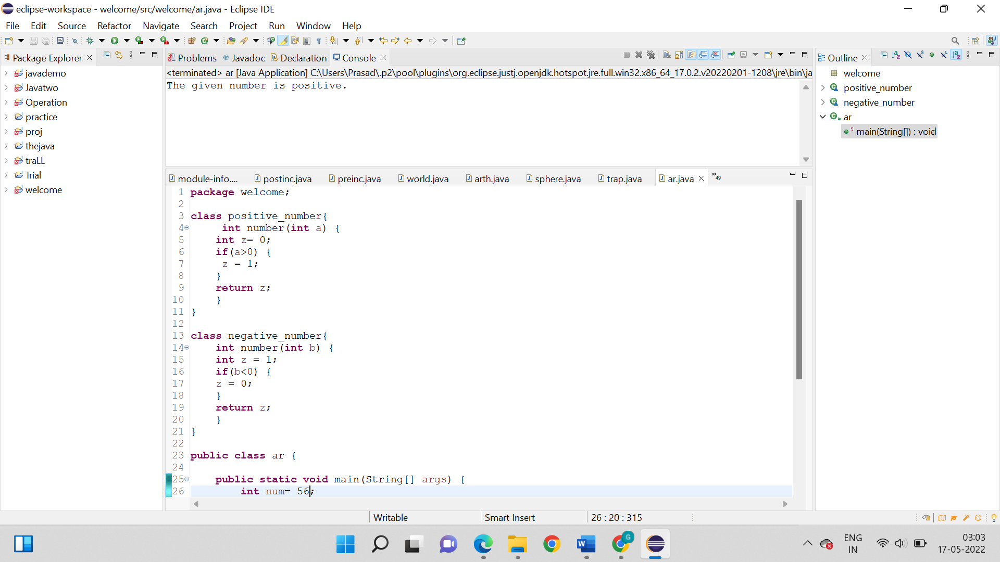 eclipse-workspace - welcome/src/welcome/ar.java - Eclipse IDE
File Edit Source Refactor Navigate Search Project Run Window Help
Package Explorer
javademo
Javatwo
Operation
practice
proj
thejava
traLL
Trial
welcome
Problems @ Javadoc Declaration Console
<terminated> ar [Java Application] C:\Users\Prasad\.p2\pool\plugins\org.eclipse.justj.openjdk.hotspot.jre.full.win32.x86_64_17.0.2.v20220201-1208\jre\bin\ja
The given number is positive.
module-info.... postinc.java preinc.java world.java arth.java sphere.java trap.java ar.java »49
1 package welcome;
2
3 class positive_number{
4 int number(int a) {
5 int z= 0;
6 if(a>0) {
7 z = 1;
8 }
9 return z;
10 }
11 }
12
13 class negative_number{
14 int number(int b) {
15 int z = 1;
16 if(b<0) {
17 z = 0;
18 }
19 return z;
20 }
21 }
22
23 public class ar {
24
25 public static void main(String[] args) {
26 int num= 56;
Outline
welcome
positive_number
negative_number
ar
main(String[]) : void
Writable Smart Insert 26 : 20 : 315
ENG
IN
03:03
17-05-2022